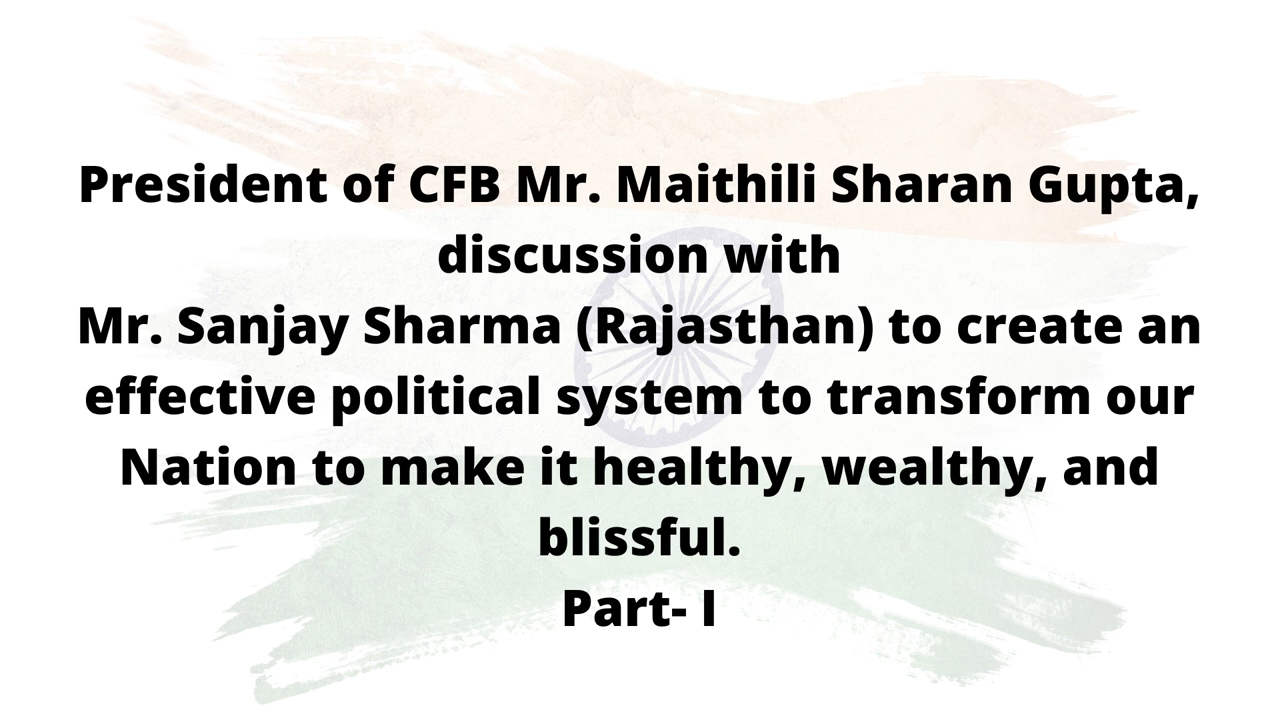 President of CFB Mr. Maithili Sharan Gupta,
discussion with
Mr. Sanjay Sharma (Rajasthan) to create an
effective political system to transform our
Nation to make it healthy, wealthy, and
blissful.
Part- I